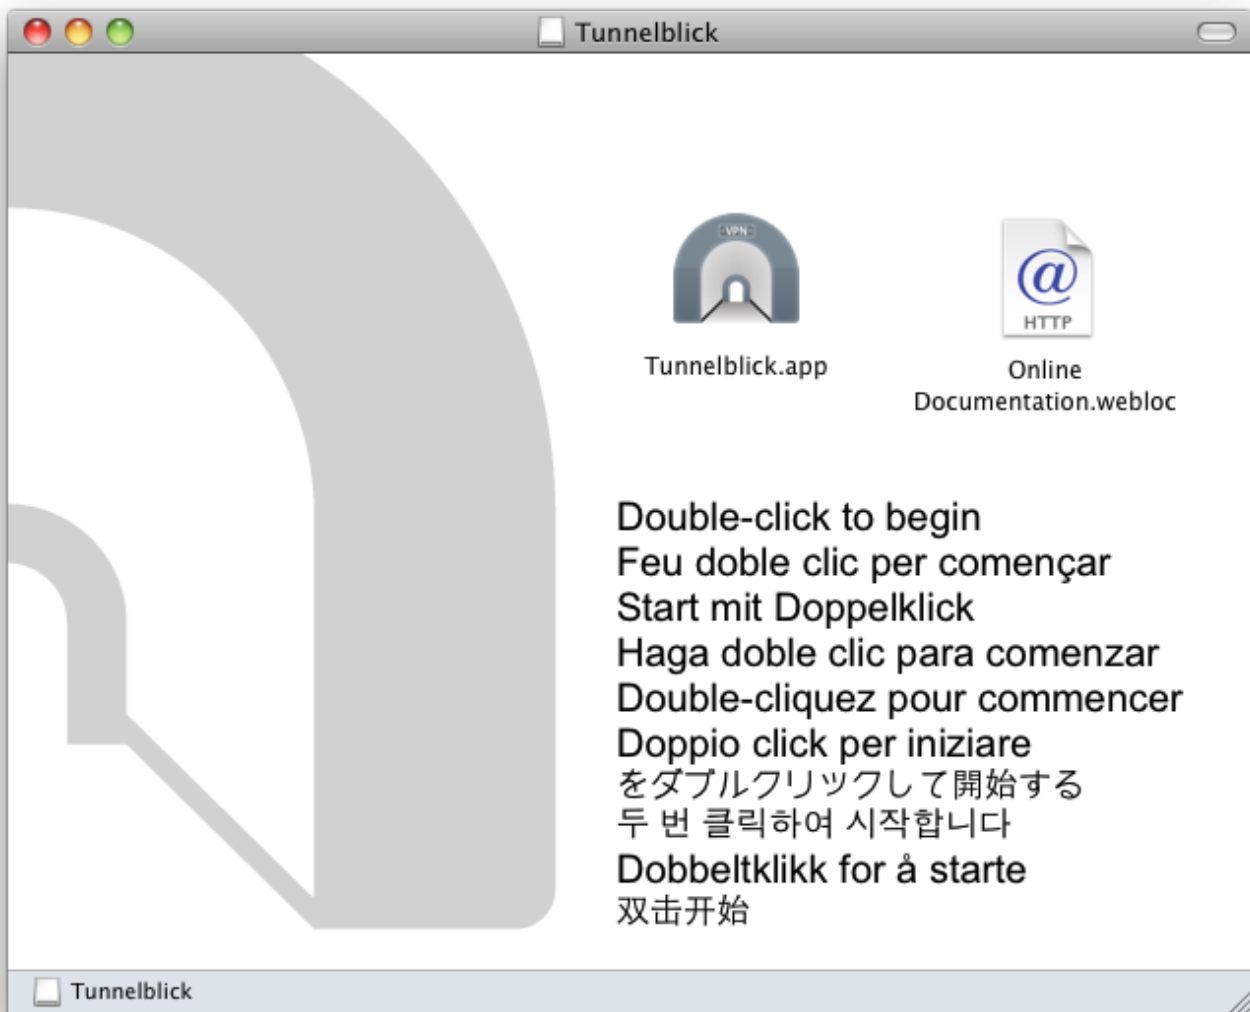 Tunnelblick
VPN
Tunnelblick.app
HTTP
Online
Documentation.webloc
Double-click to begin
Feu doble clic per començar
Start mit Doppelklick
Haga doble clic para comenzar
Double-cliquez pour commencer
Doppio click per iniziare
をダブルクリックして開始する
두 번 클릭하여 시작합니다
Dobbeltklikk for å starte
双击开始
Tunnelblick